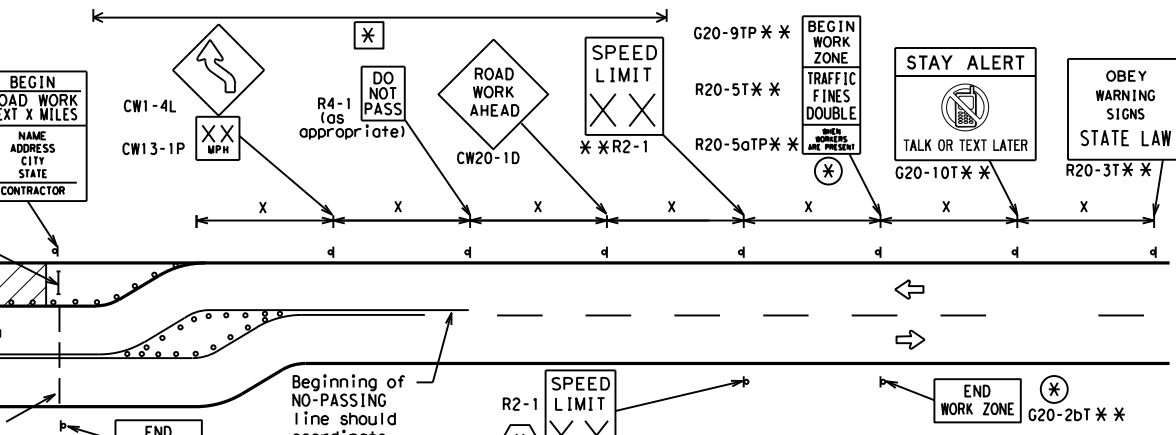 *
BEGIN
ROAD WORK
NEXT X MILES
NAME
ADDRESS
CITY
STATE
CONTRACTOR
CW1-4L
CW13-1P
XX
MPH
R4-1
(as
appropriate)
DO
NOT
PASS
ROAD
WORK
AHEAD
CW20-1D
SPEED
LIMIT
XX
**R2-1
G20-9TP**
R20-5T**
R20-5aTP**
BEGIN
WORK
ZONE
TRAFFIC
FINES
DOUBLE
WHEN
WORKERS
ARE PRESENT
*
STAY ALERT
TALK OR TEXT LATER
G20-10T**
OBEY
WARNING
SIGNS
STATE LAW
R20-3T**
X X X X X X X
Beginning of
NO-PASSING
line should
coordinate
R2-1
SPEED
LIMIT
XX
END
WORK ZONE
*
G20-2bT**
END